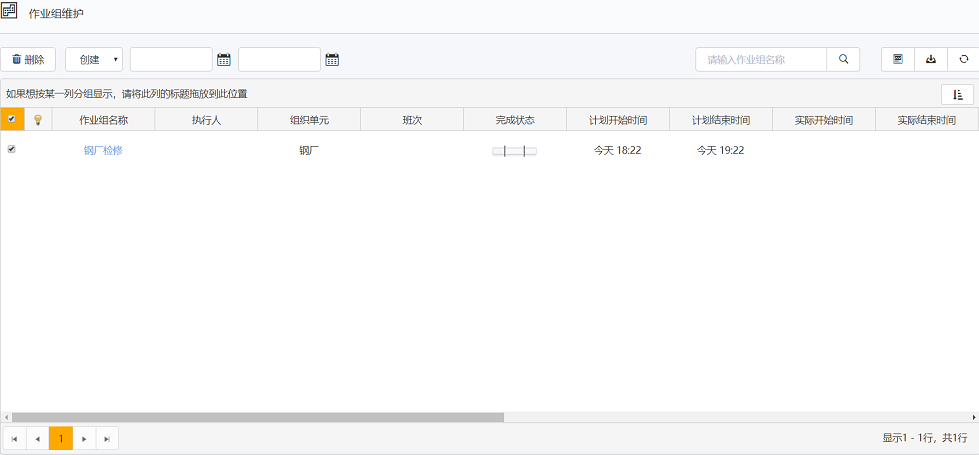 作业组维护
删除 创建 请输入作业组名称
如果想按某一列分组显示，请将此列的标题拖放到此位置
作业组名称 执行人 组织单元 班次 完成状态 计划开始时间 计划结束时间 实际开始时间 实际结束时间
钢厂检修 钢厂 今天 18:22 今天 19:22
1 显示1 - 1行，共1行